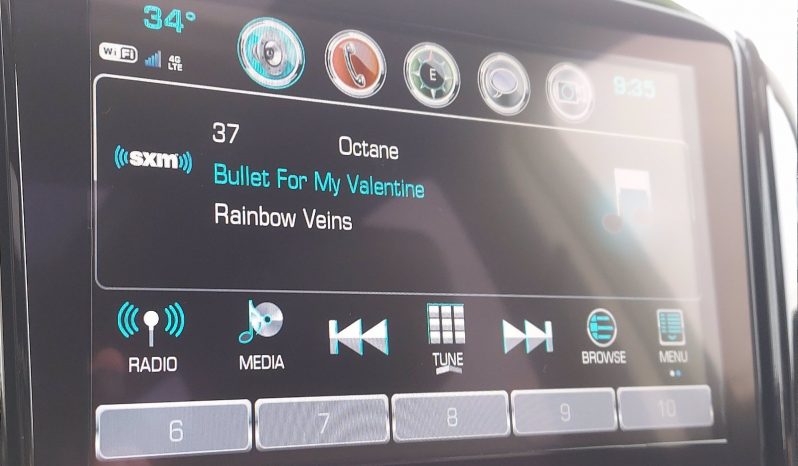 34°
WiFi
4G
LTE
E
9:35
sxm
37 Octane
Bullet For My Valentine
Rainbow Veins
RADIO
MEDIA
TUNE
BROWSE
MENU
6 7 8 9 10